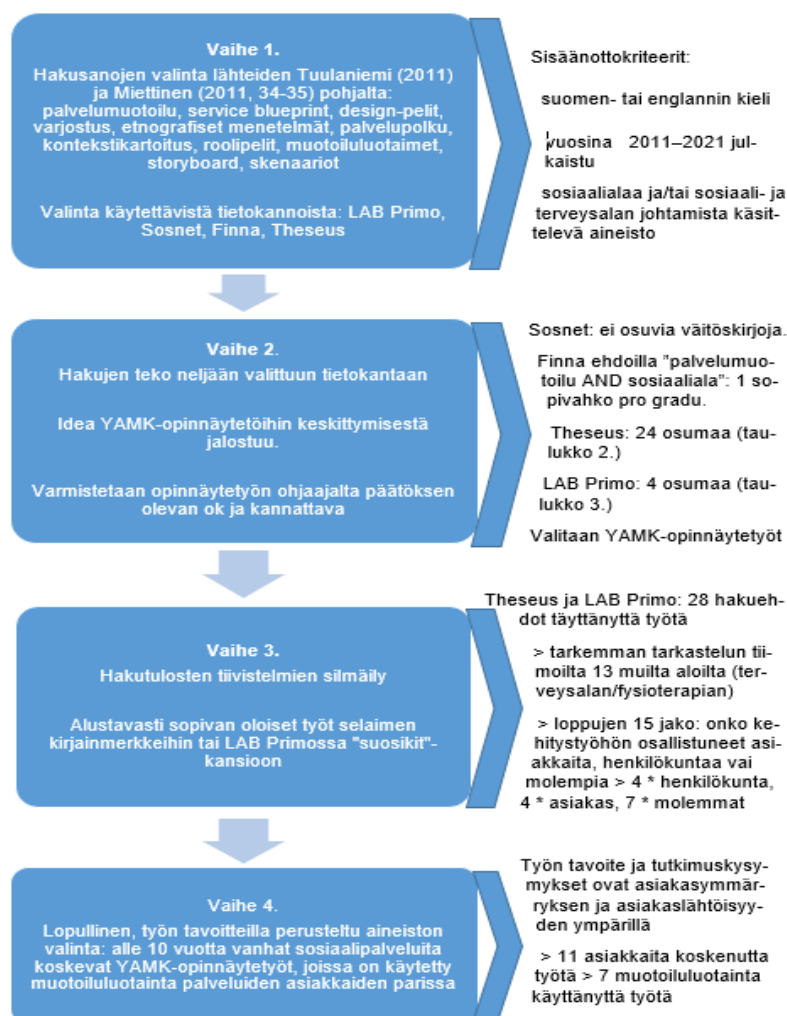 Vaihe 1.
Hakusanojen valinta lähteiden Tuulaniemi (2011)
ja Miettinen (2011, 34-35) pohjalta:
palvelumuotoilu, service blueprint, design-pelit,
varjostus, etnografiset menetelmät, palvelupolku,
kontekstikartoitus, roolipelit, muotoiluluotaimet,
storyboard, skenaariot
Valinta käytettävistä tietokannoista: LAB Primo,
Sosnet, Finna, Theseus
Sisäänottokriteerit:
suomen- tai englannin kieli
vuosina 2011–2021 jul-
kaistu
sosiaalialaa ja/tai sosiaali- ja
terveysalan johtamista käsit-
televä aineisto
Vaihe 2.
Hakujen teko neljään valittuun tietokantaan
Idea YAMK-opinnäytetöihin keskittymisestä
jalostuu.
Varmistetaan opinnäytetyön ohjaajalta päätöksen
olevan ok ja kannattava
Sosnet: ei osuvia väitöskirjoja.
Finna ehdoilla "palvelumuo-
toilu AND sosiaaliala": 1 so-
pivahko pro gradu.
Theseus: 24 osumaa (tau-
lukko 2.)
LAB Primo: 4 osumaa (tau-
lukko 3.)
Valitaan YAMK-opinnäytetyöt
Vaihe 3.
Hakutulosten tiivistelmien silmäily
Alustavasti sopivan oloiset työt selaimen
kirjainmerkkeihin tai LAB Primossa "suosikit"-
kansioon
Theseus ja LAB Primo: 28 hakueh-
dot täyttänyttä työtä
> tarkemman tarkastelun tii-
moilta 13 muilta aloilta (ter-
veysalan/fysioterapian)
> loppujen 15 jako: onko ke-
hitystyöhön osallistuneet asi-
akkaita, henkilökuntaa vai
molempia > 4 * henkilökunta,
4 * asiakas, 7 * molemmat
Vaihe 4.
Lopullinen, työn tavoitteilla perusteltu aineiston
valinta: alle 10 vuotta vanhat sosiaalipalveluita
koskevat YAMK-opinnäytetyöt, joissa on käytetty
muotoiluluotainta palveluiden asiakkaiden parissa
Työn tavoite ja tutkimuskysy-
mykset ovat asiakasymmär-
ryksen ja asiakaslähtöisyy-
den ympärillä
> 11 asiakkaita koskenutta
työtä > 7 muotoiluluotainta
käyttänyttä työtä